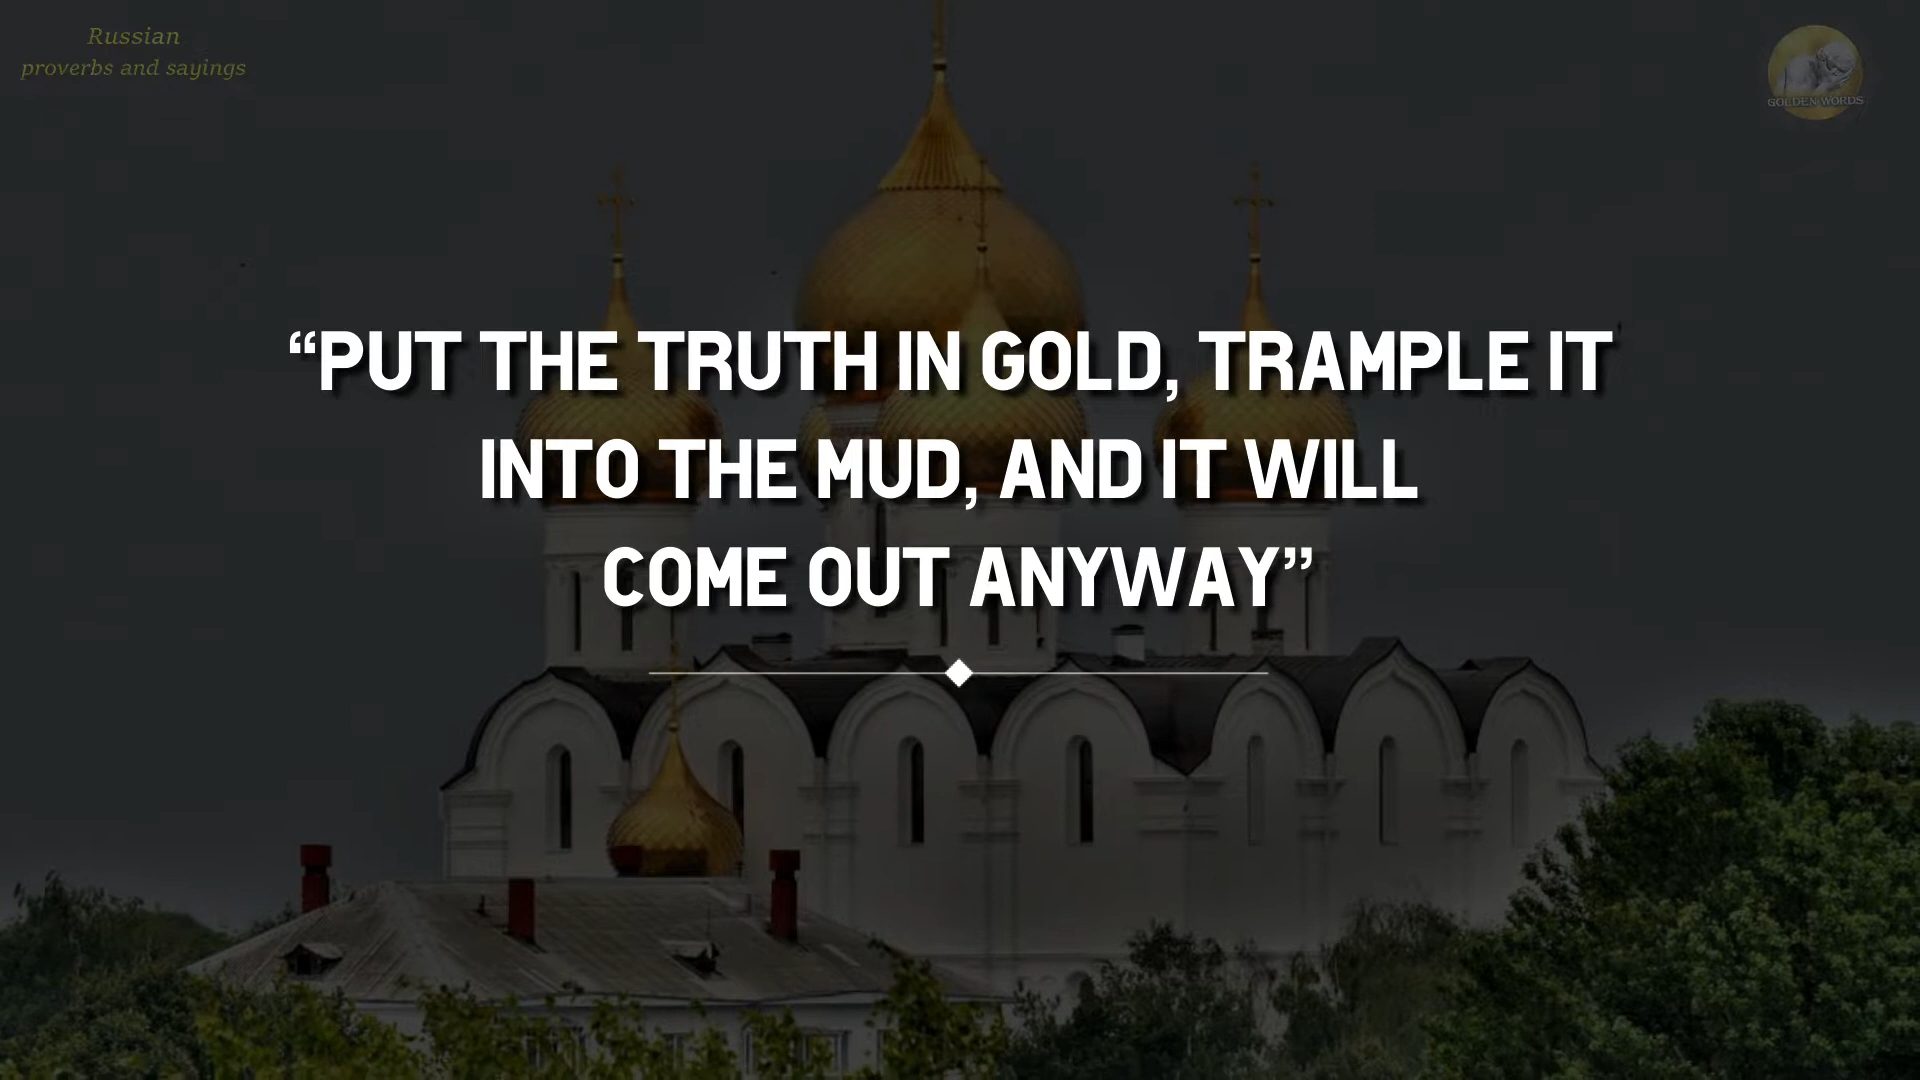 Russian
proverbs and sayings
GOLDEN WORDS
“PUT THE TRUTH IN GOLD, TRAMPLE IT
INTO THE MUD, AND IT WILL
COME OUT ANYWAY”